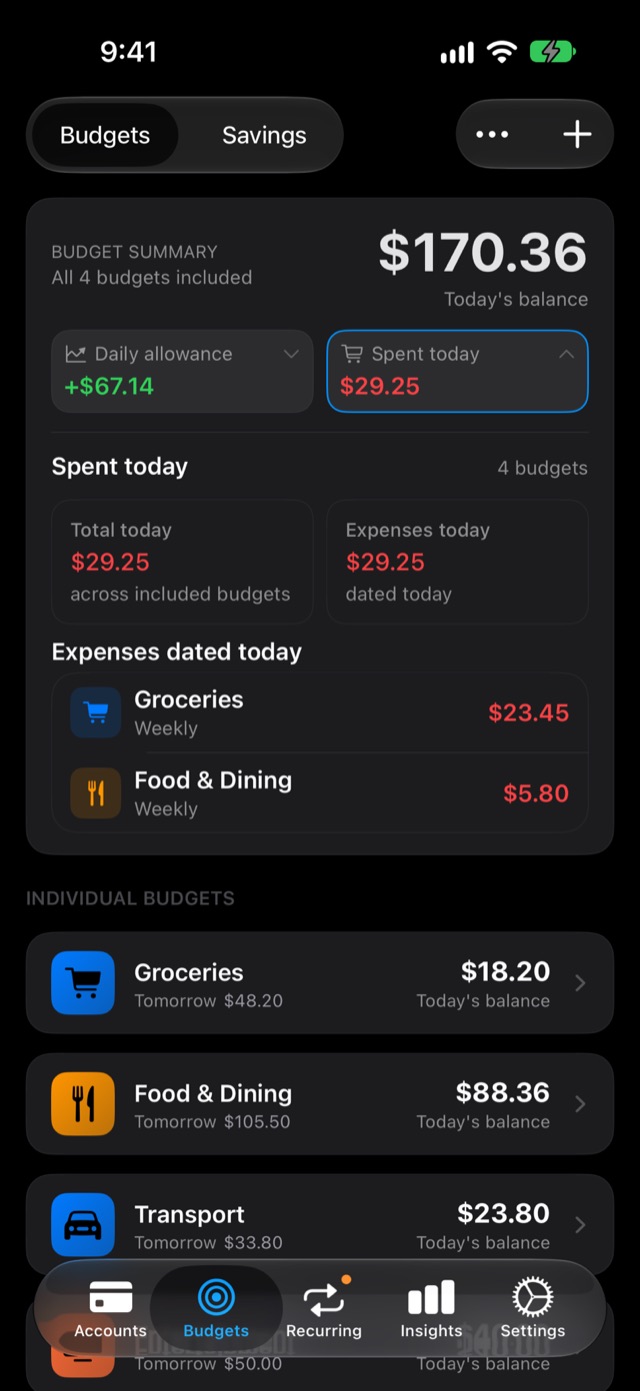 9:41
Budgets
Savings
BUDGET SUMMARY
All 4 budgets included
$170.36
Today's balance
Daily allowance
+$67.14
Spent today
$29.25
Spent today
4 budgets
Total today
$29.25
across included budgets
Expenses today
$29.25
dated today
Expenses dated today
Groceries
Weekly
$23.45
Food & Dining
Weekly
$5.80
INDIVIDUAL BUDGETS
Groceries
Tomorrow $48.20
$18.20
Today's balance
Food & Dining
Tomorrow $105.50
$88.36
Today's balance
Transport
Tomorrow $33.80
$23.80
Today's balance
Accounts
Budgets
Recurring
Insights
Settings
Tomorrow $50.00
Today's balance